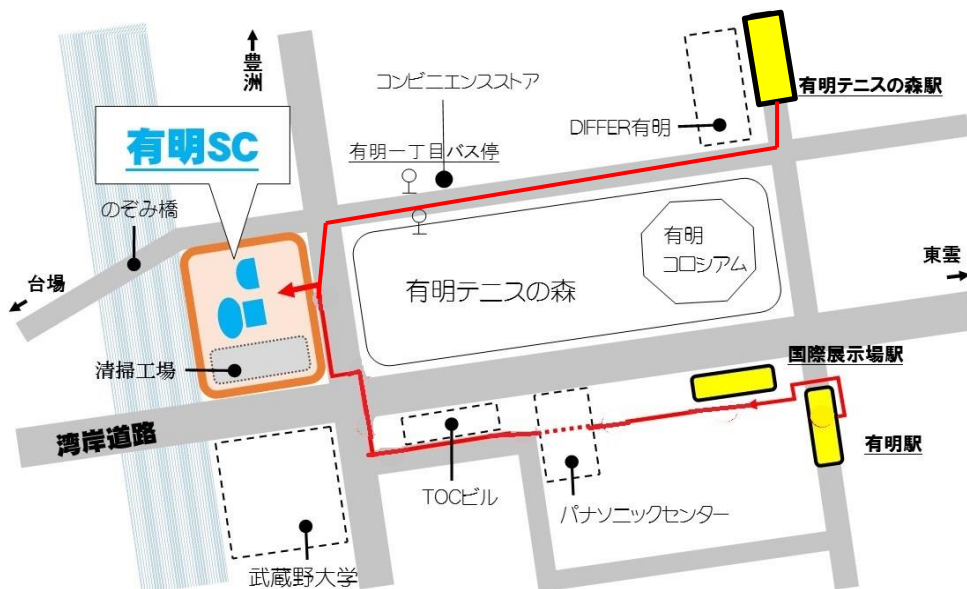 豊洲
コンビニエンスストア
有明テニスの森駅
DIFFER有明
有明SC
有明一丁目バス停
のぞみ橋
有明
コロシアム
東雲
台場
有明テニスの森
国際展示場駅
清掃工場
湾岸道路
有明駅
TOCビル
パナソニックセンター
武蔵野大学